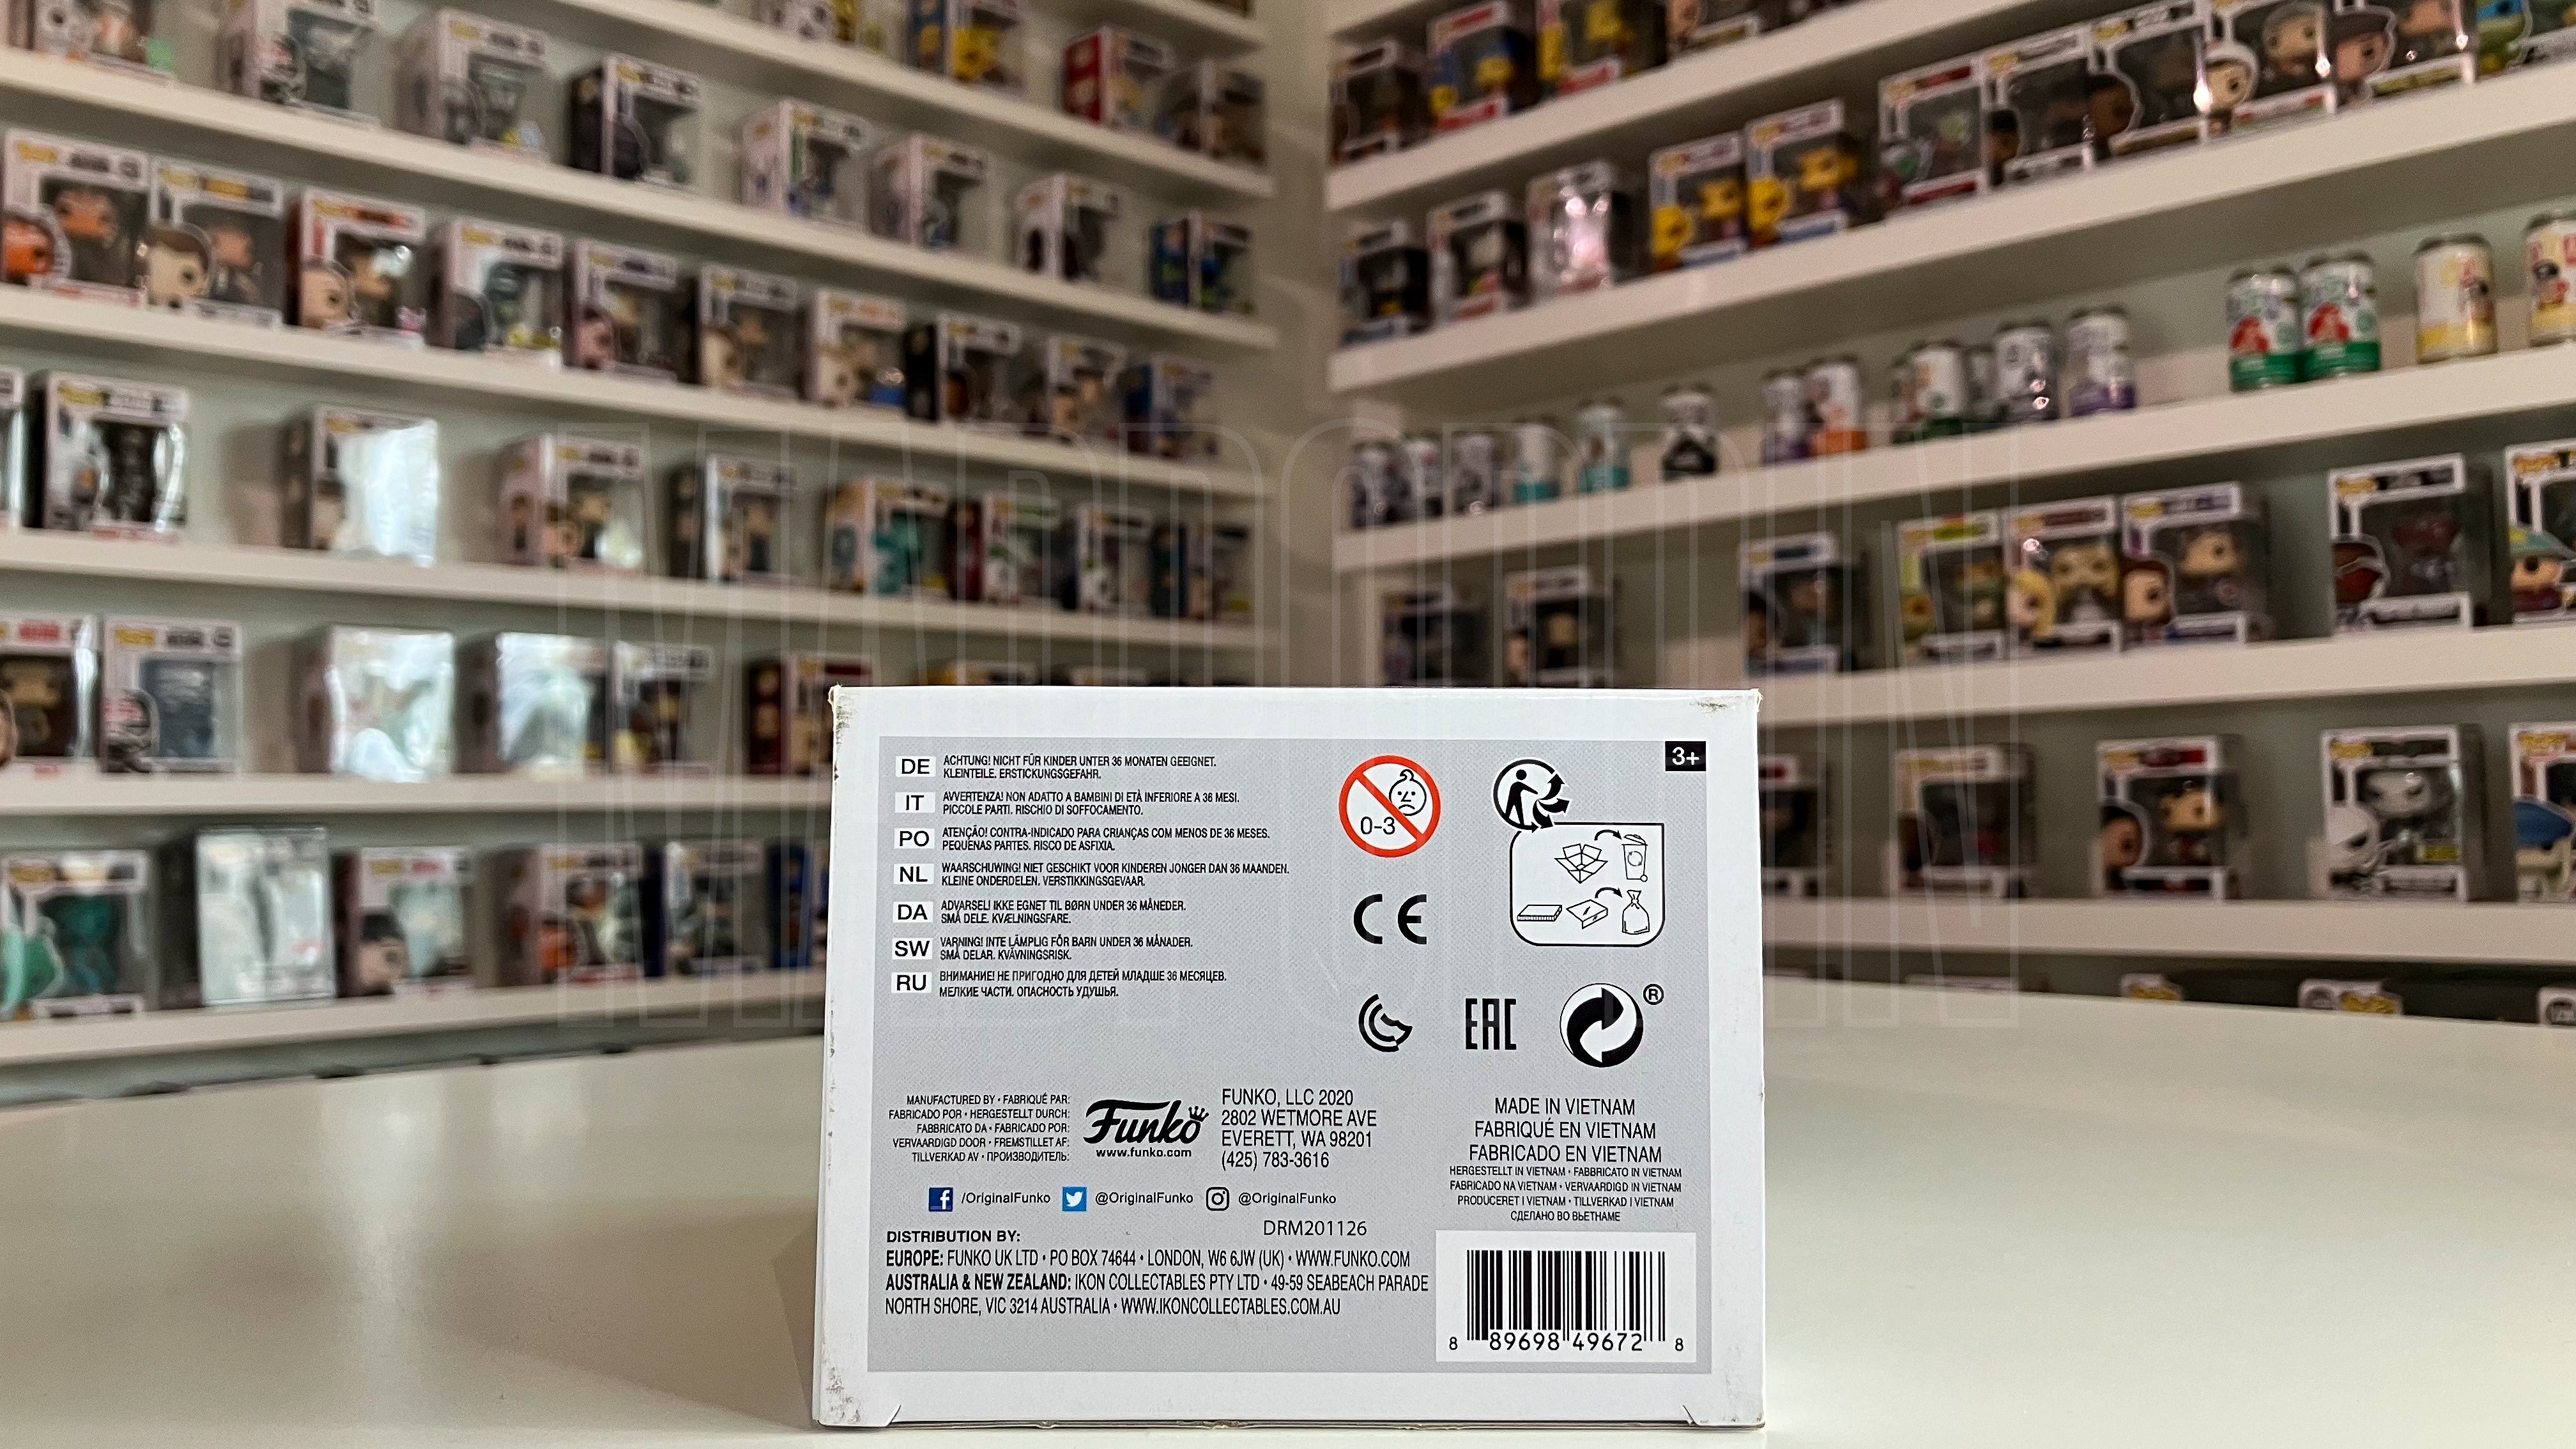 DE ACHTUNG! NICHT FÜR KINDER UNTER 36 MONATEN GEEIGNET.
KLEINTEILE. ERSTICKUNGSGEFAHR.
IT AVVERTENZA! NON ADATTO A BAMBINI DI ETÀ INFERIORE A 36 MESI.
PICCOLE PARTI. RISCHIO DI SOFFOCAMENTO.
PO ATENÇÃO! CONTRA-INDICADO PARA CRIANÇAS COM MENOS DE 36 MESES.
PEQUENAS PARTES. RISCO DE ASFIXIA.
NL WAARSCHUWING! NIET GESCHIKT VOOR KINDEREN JONGER DAN 36 MAANDEN.
KLEINE ONDERDELEN. VERSTIKKINGSGEVAAR.
DA ADVARSEL! IKKE EGNET TIL BØRN UNDER 36 MÅNEDER.
SMÅ DELE. KVÆLNINGSFARE.
SW VARNING! INTE LÄMPLIG FÖR BARN UNDER 36 MÅNADER.
SMÅ DELAR. KVÄVNINGSRISK.
RU ВНИМАНИЕ! НЕ ПРИГОДНО ДЛЯ ДЕТЕЙ МЛАДШЕ 36 МЕСЯЦЕВ.
МЕЛКИЕ ЧАСТИ. ОПАСНОСТЬ УДУШЬЯ.
0-3
3+
CE
EAC
®
MANUFACTURED BY • FABRIQUÉ PAR:
FABRICADO POR • HERGESTELLT DURCH:
FABBRICATO DA • FABRICADO POR:
VERVAARDIGD DOOR • FREMSTILLET AF:
TILLVERKAD AV • ПРОИЗВОДИТЕЛЬ:
Funko
www.funko.com
FUNKO, LLC 2020
2802 WETMORE AVE
EVERETT, WA 98201
(425) 783-3616
MADE IN VIETNAM
FABRIQUÉ EN VIETNAM
FABRICADO EN VIETNAM
HERGESTELLT IN VIETNAM • FABBRICATO IN VIETNAM
FABRICADO NA VIETNAM • VERVAARDIGD IN VIETNAM
PRODUCERET I VIETNAM • TILLVERKAD I VIETNAM
СДЕЛАНО ВО ВЬЕТНАМЕ
/OriginalFunko @OriginalFunko @OriginalFunko
DRM201126
DISTRIBUTION BY:
EUROPE: FUNKO UK LTD • PO BOX 74644 • LONDON, W6 6JW (UK) • WWW.FUNKO.COM
AUSTRALIA & NEW ZEALAND: IKON COLLECTABLES PTY LTD • 49-59 SEABEACH PARADE
NORTH SHORE, VIC 3214 AUSTRALIA • WWW.IKONCOLLECTABLES.COM.AU
8 89698 49672 8